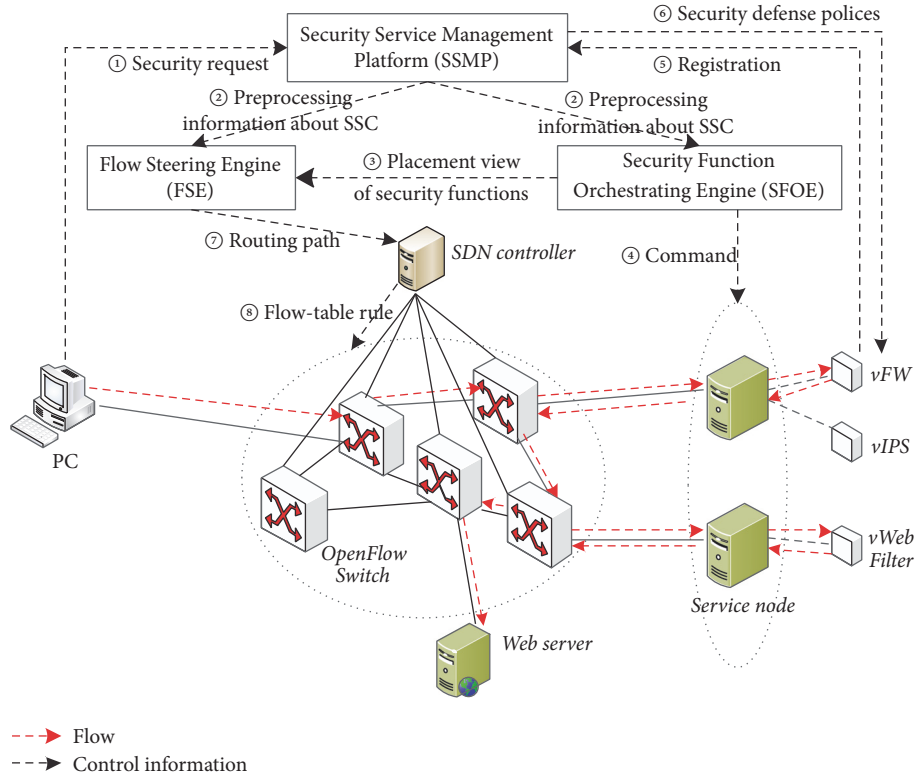 ⑥ Security defense polices
Security Service Management
Platform (SSMP)
① Security request
⑤ Registration
② Preprocessing
information about SSC
② Preprocessing
information about SSC
Flow Steering Engine
(FSE)
③ Placement view
of security functions
Security Function
Orchestrating Engine (SFOE)
⑦ Routing path
SDN controller
④ Command
⑧ Flow-table rule
vFW
PC
vIPS
OpenFlow
Switch
vWeb
Filter
Service node
Web server
Flow
Control information